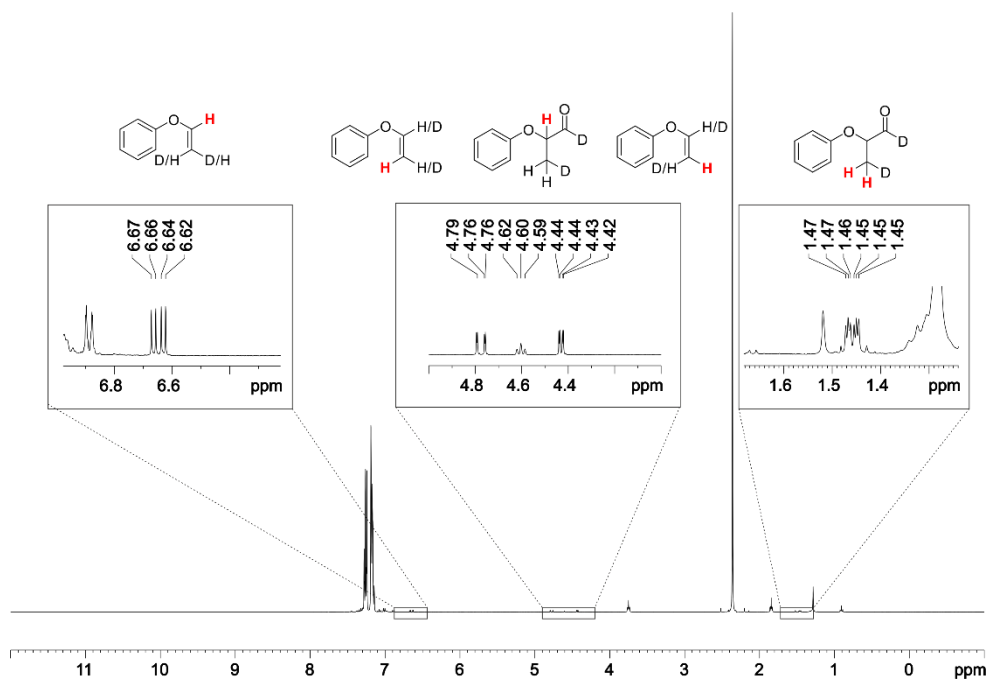 O H
D/H D/H
O H/D
H H/D
O
H
O D
H D
H
O H/D
D/H H
O
O D
H D
H
6.67 6.66 6.64 6.62
4.79 4.76 4.76 4.62 4.60 4.59 4.44 4.44 4.43 4.42
1.47 1.47 1.46 1.45 1.45 1.45
6.8 6.6 ppm
4.8 4.6 4.4 ppm
1.6 1.5 1.4 ppm
11 10 9 8 7 6 5 4 3 2 1 0 ppm